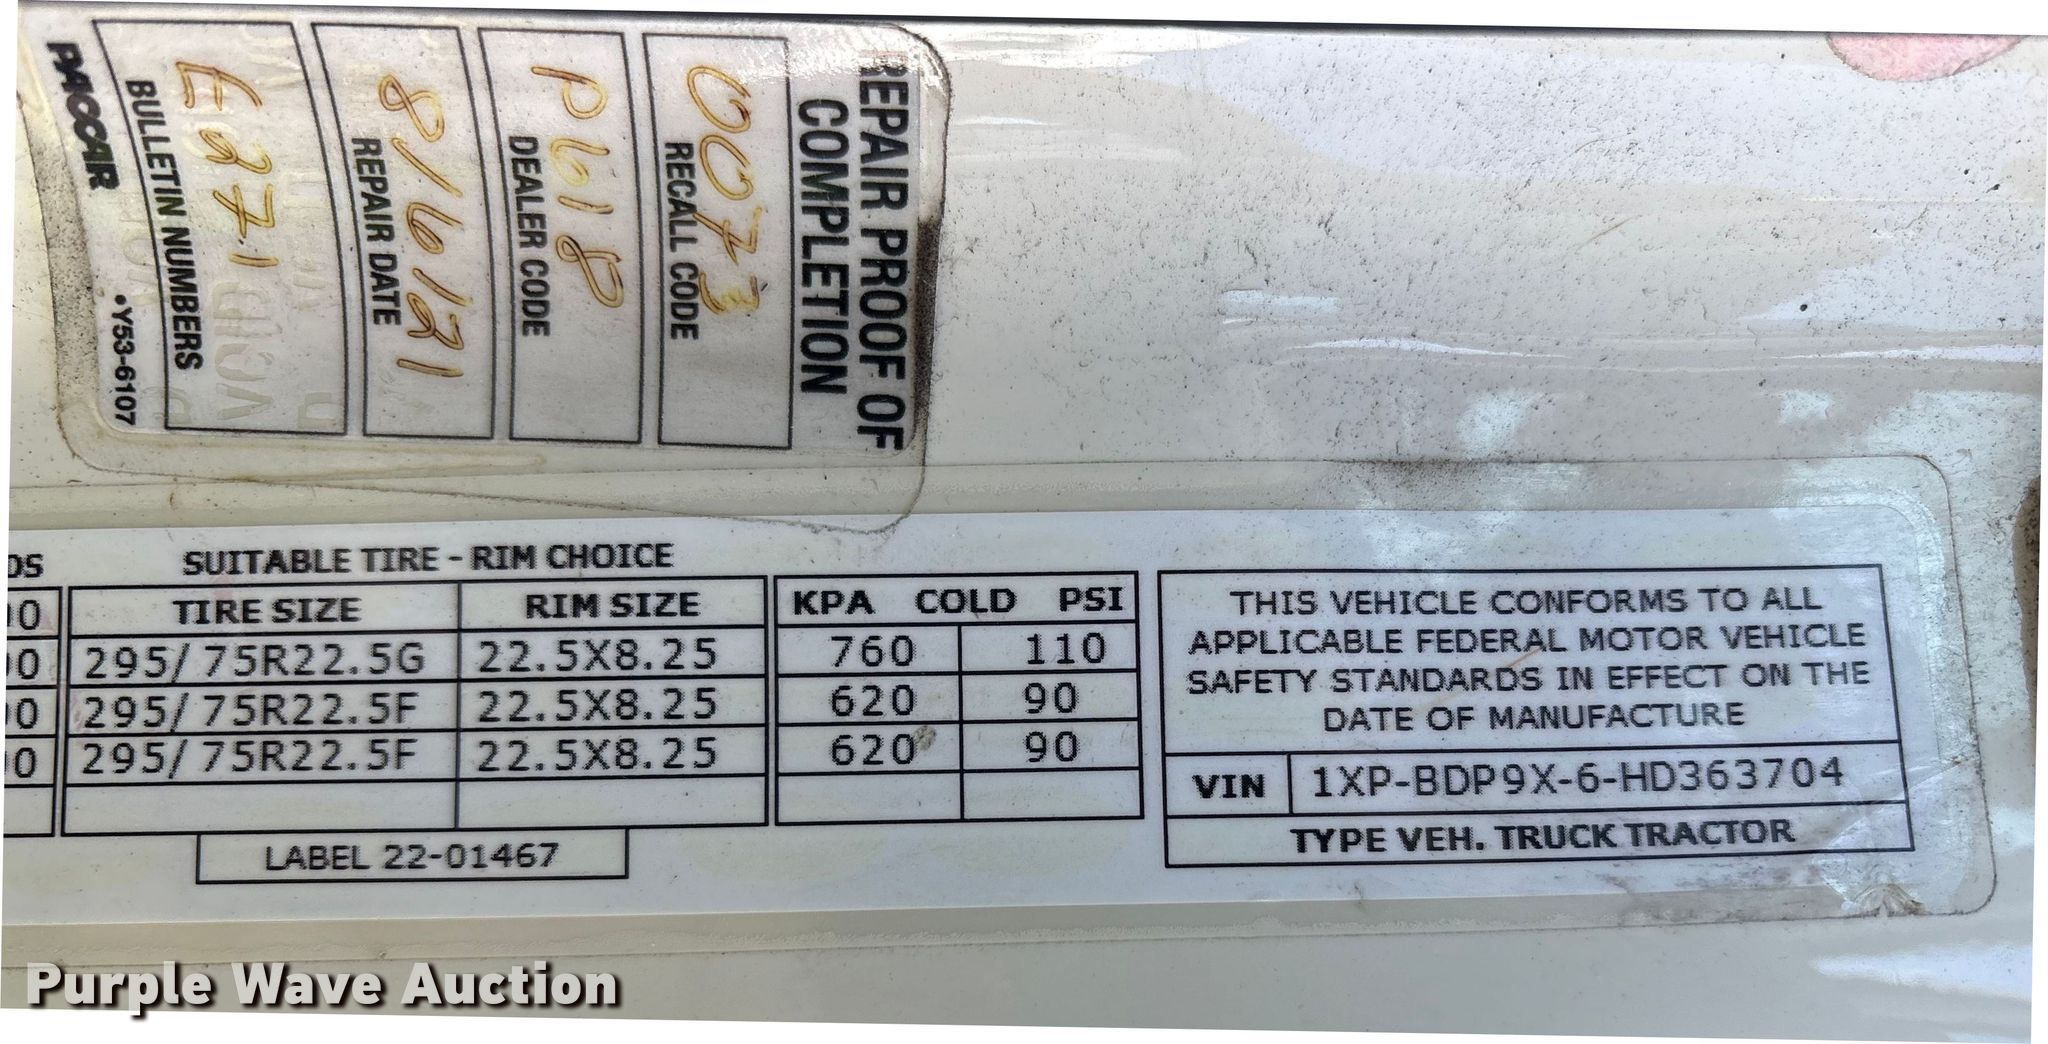 REPAIR PROOF OF
COMPLETION
0073
RECALL CODE
P618
DEALER CODE
8/6/21
REPAIR DATE
E271
BULLETIN NUMBERS
PACCAR
•Y53-6107
VOID
DS
SUITABLE TIRE - RIM CHOICE
TIRE SIZE RIM SIZE KPA COLD PSI
295/75R22.5G 22.5X8.25 760 110
295/75R22.5F 22.5X8.25 620 90
295/75R22.5F 22.5X8.25 620 90
LABEL 22-01467
THIS VEHICLE CONFORMS TO ALL
APPLICABLE FEDERAL MOTOR VEHICLE
SAFETY STANDARDS IN EFFECT ON THE
DATE OF MANUFACTURE
VIN 1XP-BDP9X-6-HD363704
TYPE VEH. TRUCK TRACTOR
Purple Wave Auction